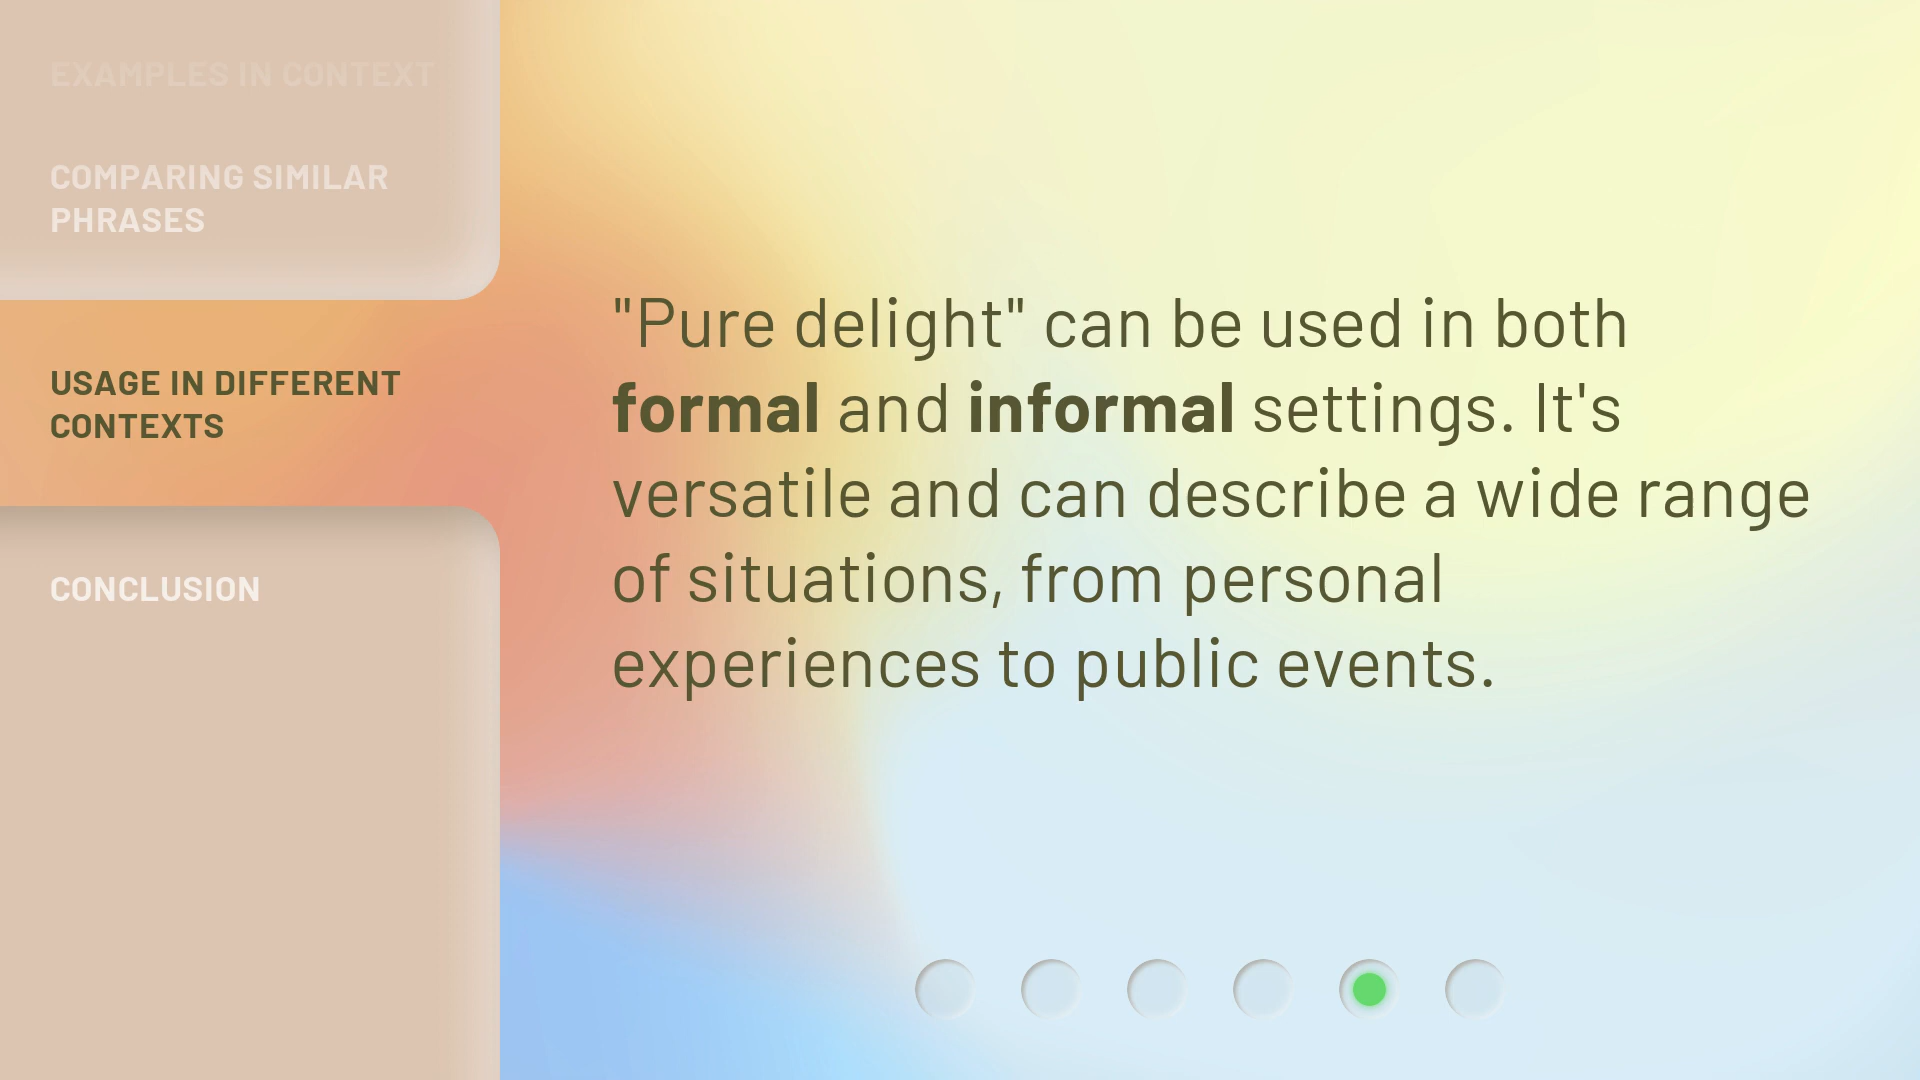 EXAMPLES IN CONTEXT
COMPARING SIMILAR
PHRASES
USAGE IN DIFFERENT
CONTEXTS
CONCLUSION
"Pure delight" can be used in both
formal and informal settings. It's
versatile and can describe a wide range
of situations, from personal
experiences to public events.